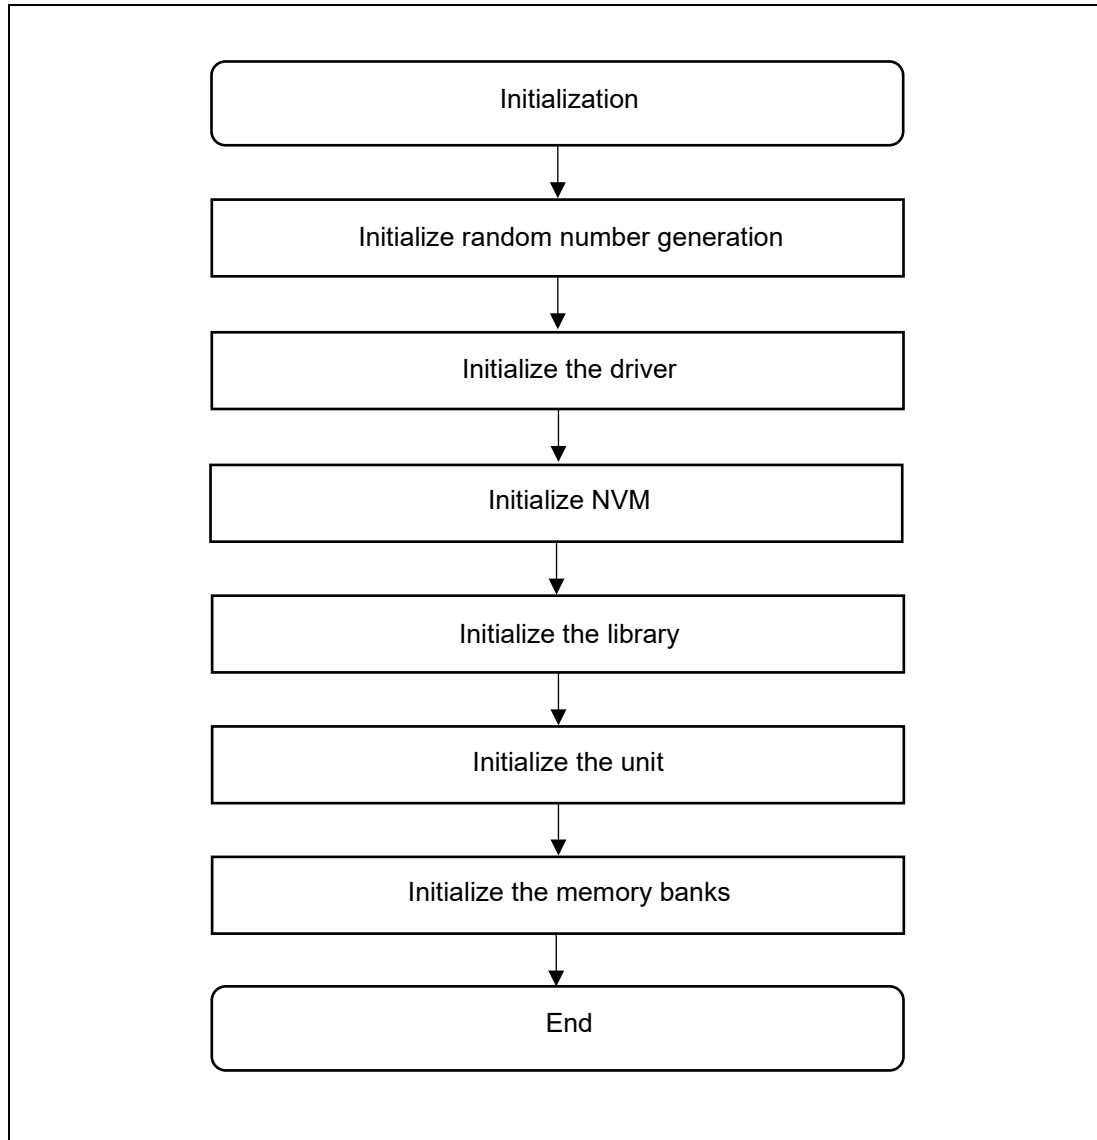 Initialization
Initialize random number generation
Initialize the driver
Initialize NVM
Initialize the library
Initialize the unit
Initialize the memory banks
End